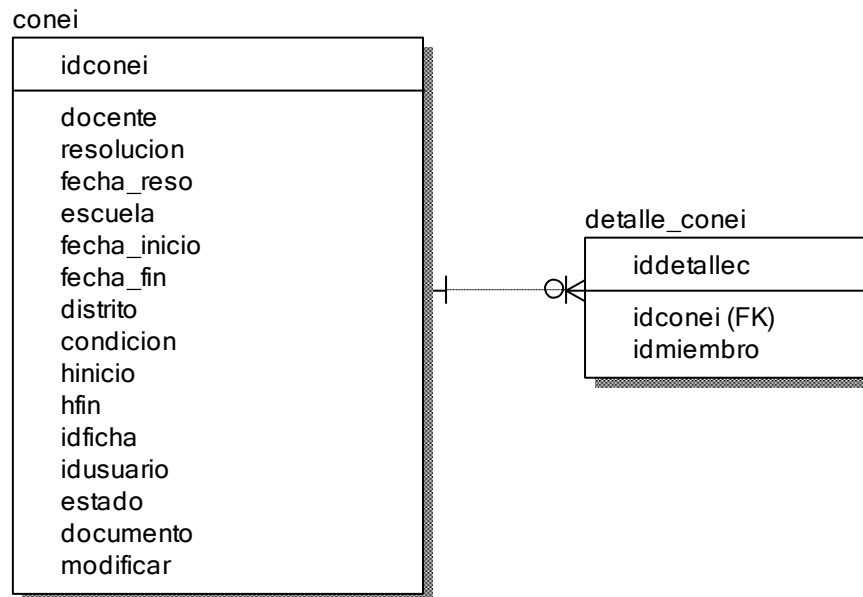 conei
idconei
docente
resolucion
fecha_reso
escuela
fecha_inicio
fecha_fin
distrito
condicion
hinicio
hfin
idficha
idusuario
estado
documento
modificar
detalle_conei
iddetallec
idconei (FK)
idmiembro